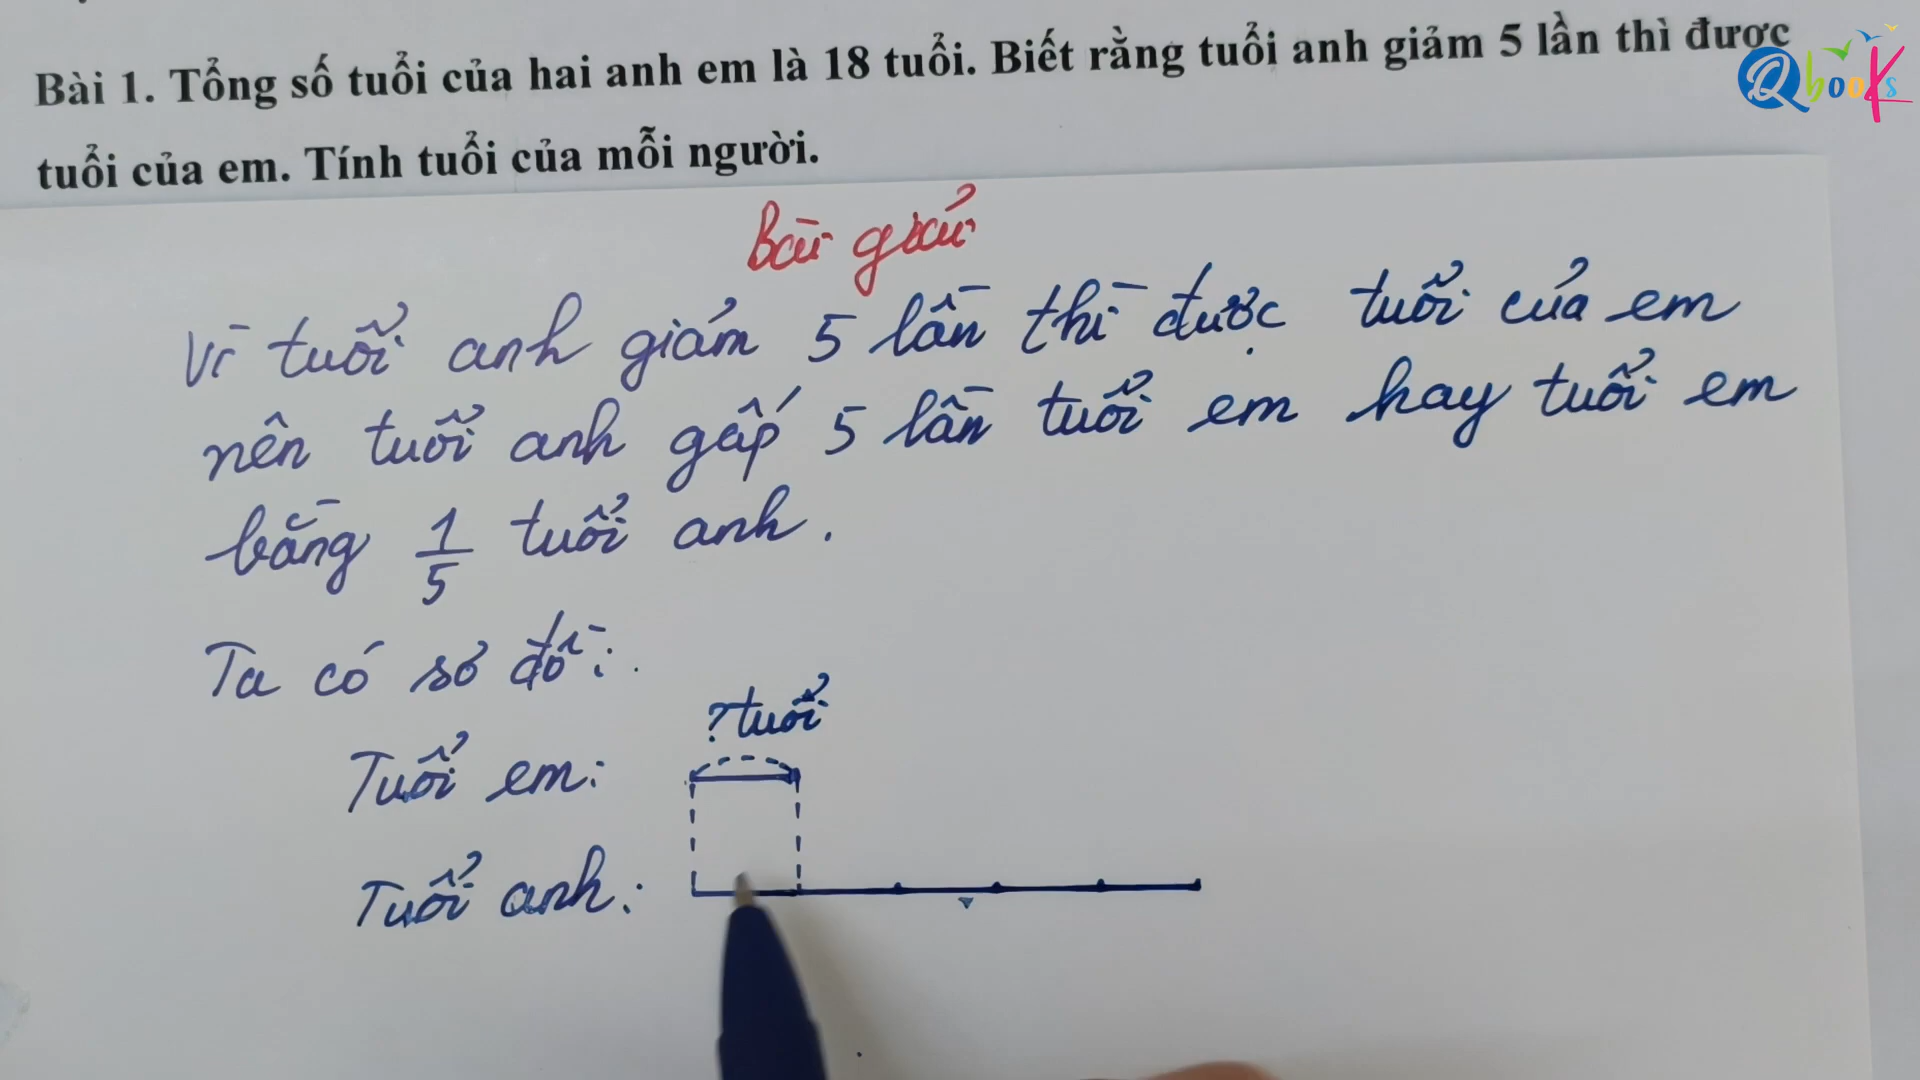 Bài 1. Tổng số tuổi của hai anh em là 18 tuổi. Biết rằng tuổi anh giảm 5 lần thì được
Qbooks
tuổi của em. Tính tuổi của mỗi người.
Bài giải
Vì tuổi anh giảm 5 lần thì được tuổi của em
nên tuổi anh gấp 5 lần tuổi em hay tuổi em
bằng 1/5 tuổi anh.
Ta có sơ đồ:
? tuổi
Tuổi em:
Tuổi anh: